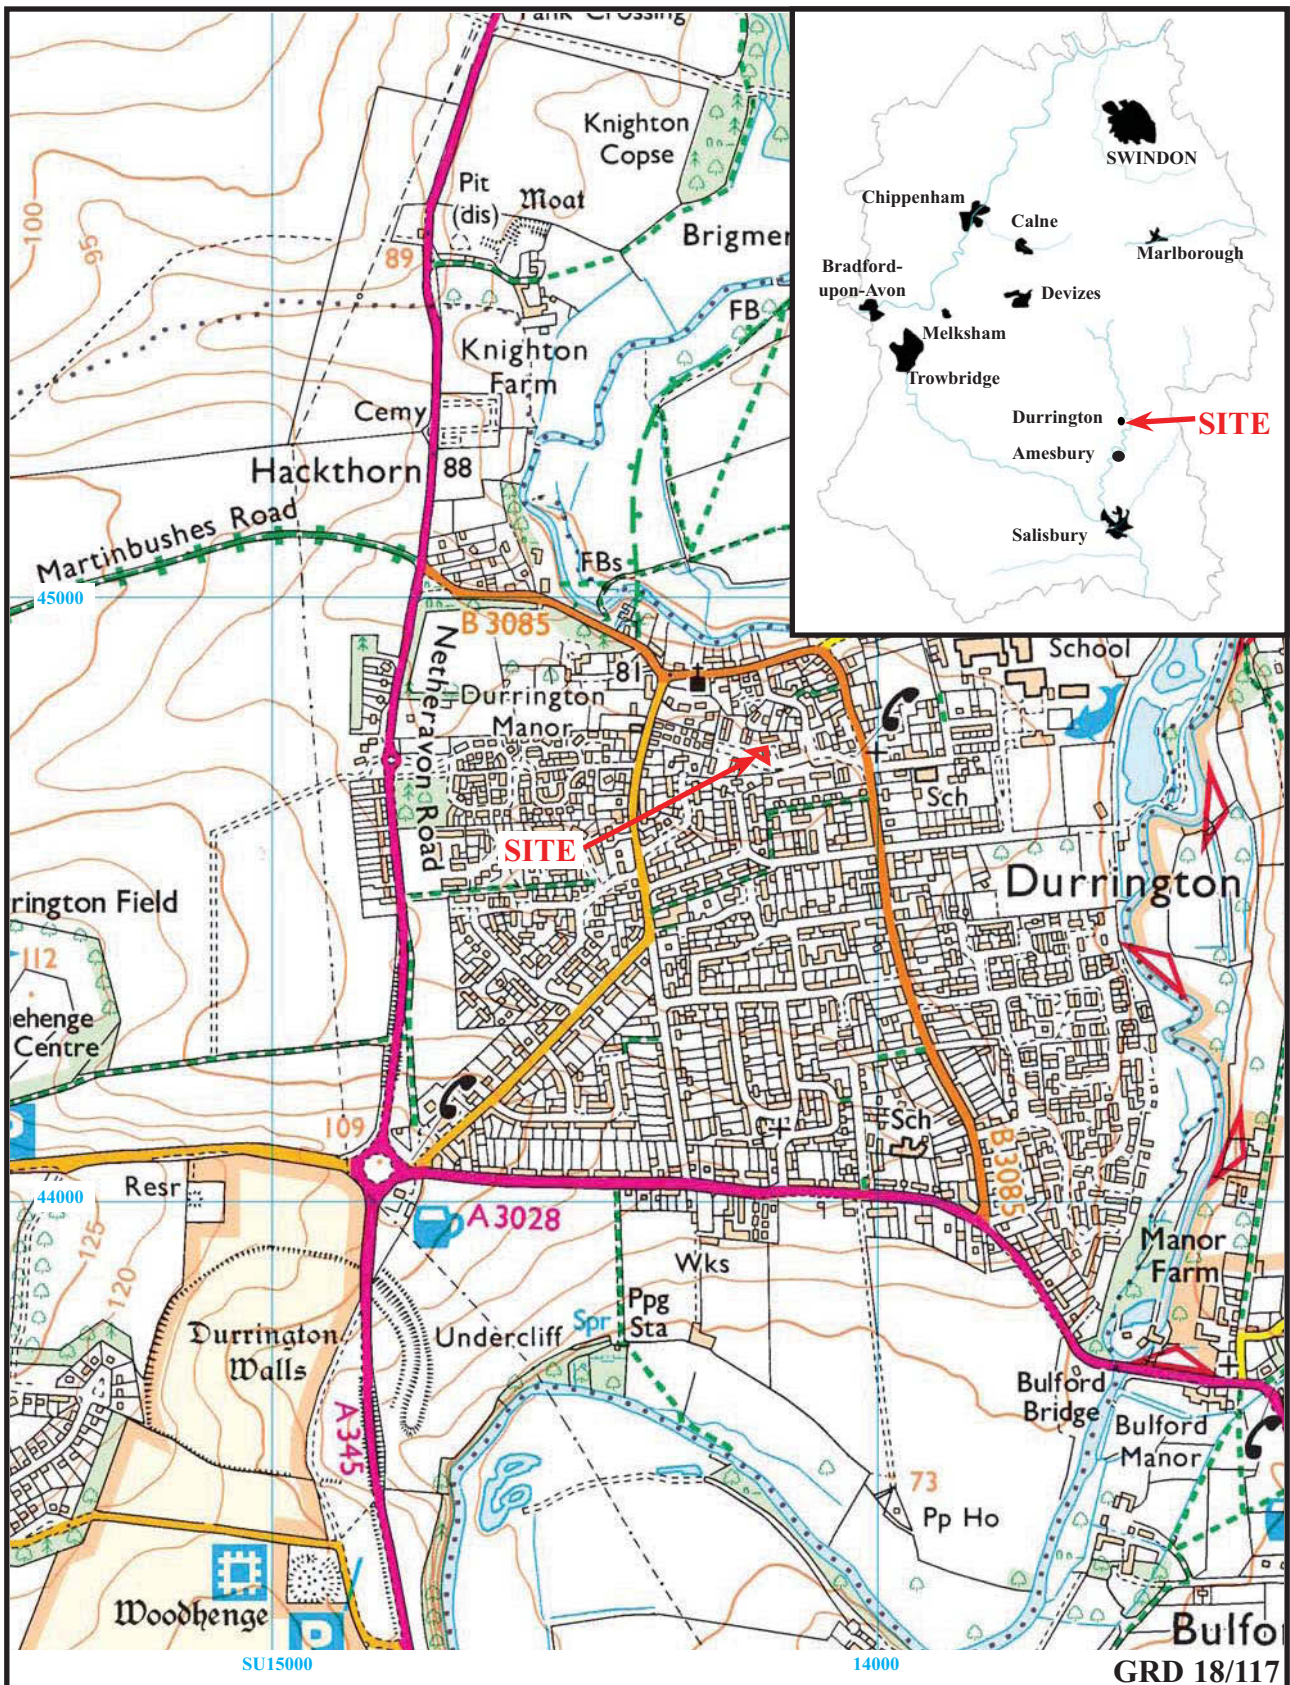 Tank Crossing
Knighton
Copse
Pit
(dis)
Moat
100
95
89
Brigmer
FB
Knighton
Farm
Cemy
Hackthorn
88
Martinbushes Road
FBs
45000
B 3085
Netheravon Road
81
Durrington
Manor
School
SITE
Sch
Durrington
rrington Field
112
ehenge
Centre
109
Sch
B 3085
44000
Resr
A 3028
125
120
Wks
Manor
Farm
Durrington
Walls
Undercliff
Spr
Ppg
Sta
A 345
Bulford
Bridge
Bulford
Manor
73
Pp Ho
Woodhenge
P
Bulfo
SU15000
14000
GRD 18/117
SWINDON
Chippenham
Calne
Marlborough
Bradford-
upon-Avon
Devizes
Melksham
Trowbridge
Durrington
SITE
Amesbury
Salisbury